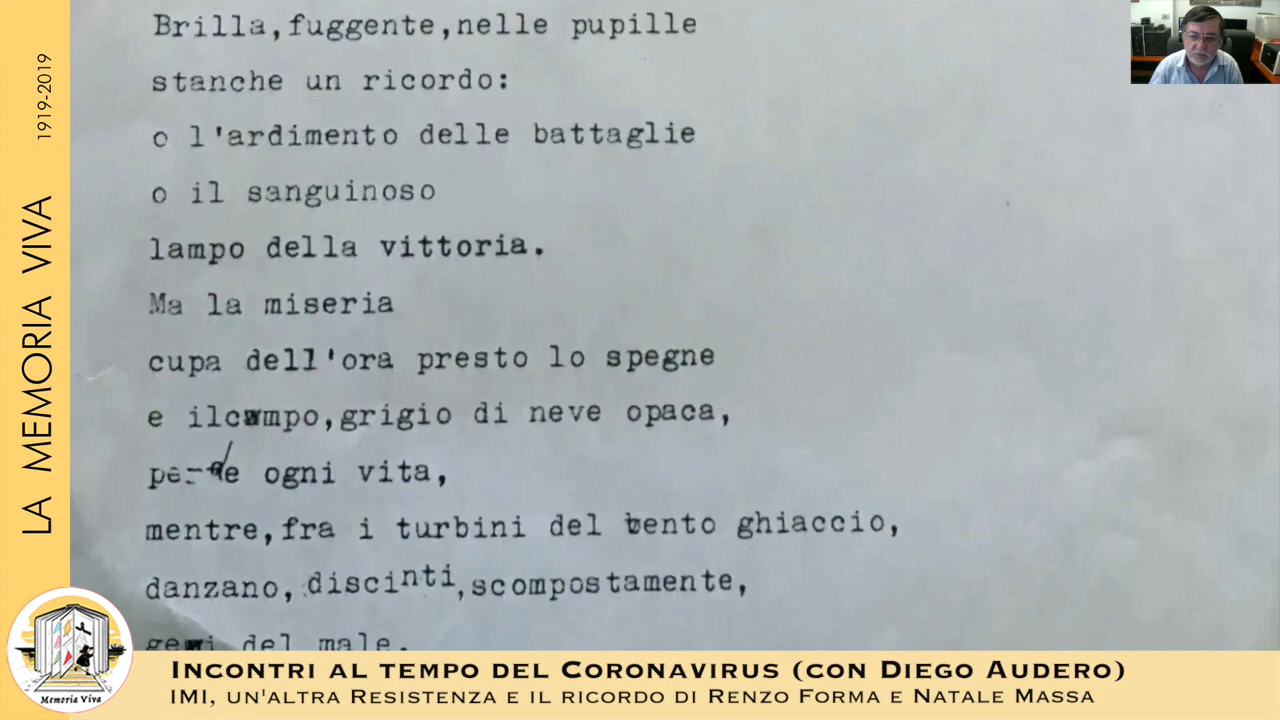 Brilla,fuggente,nelle pupille
stanche un ricordo:
o l'ardimento delle battaglie
o il sanguinoso
lampo della vittoria.
Ma la miseria
cupa dell'ora presto lo spegne
e ilcampo,grigio di neve opaca,
perde ogni vita,
mentre,fra i turbini del vento ghiaccio,
danzano, discinti,scompostamente,
del male.
LA MEMORIA VIVA 1919-2019
Memoria Viva
INCONTRI AL TEMPO DEL CORONAVIRUS (CON DIEGO AUDERO)
IMI, UN'ALTRA RESISTENZA E IL RICORDO DI RENZO FORMA E NATALE MASSA